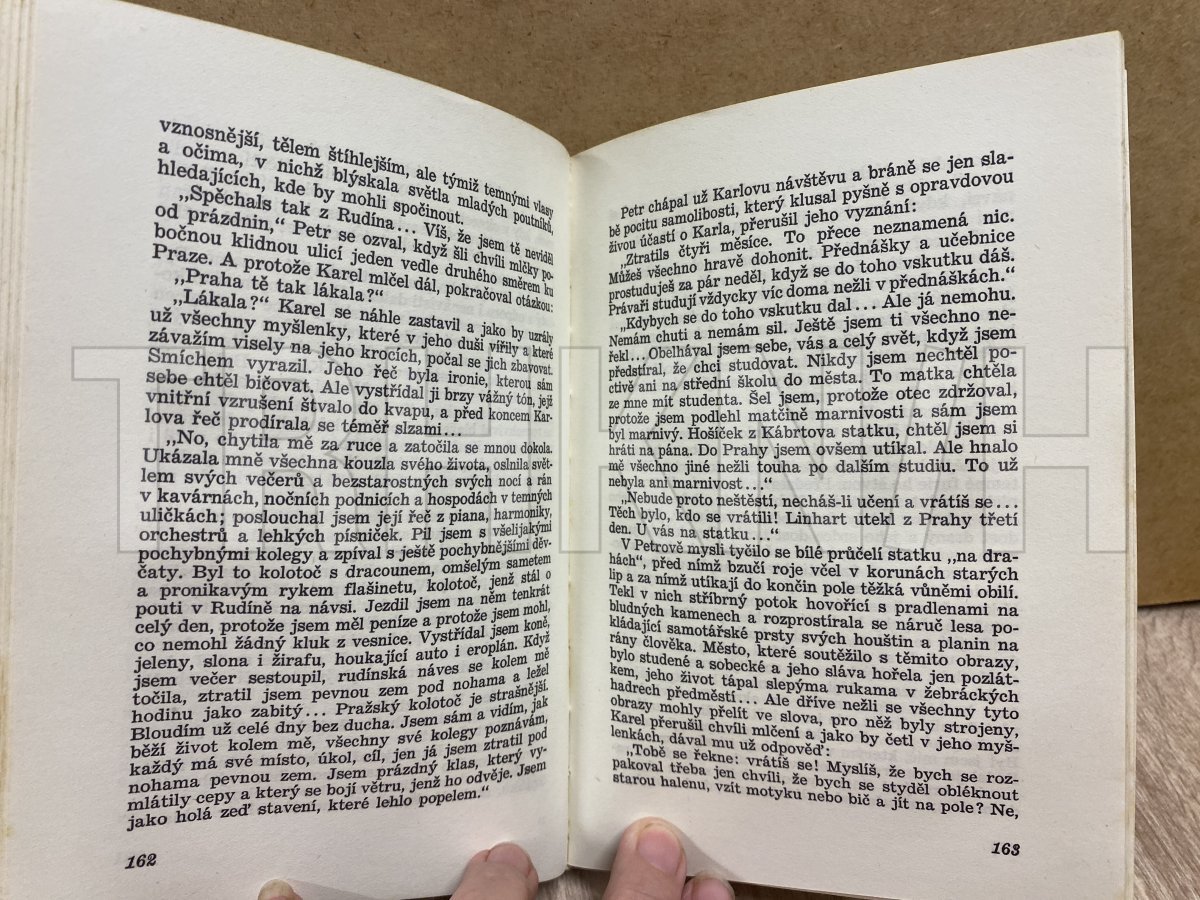 vznosnější, tělem štíhlejším, ale týmiž temnými vlasy
a očima, v nichž blýskala světla mladých poutníků,
hledajících, kde by mohli spočinout.
„Spěchals tak z Rudína... Víš, že jsem tě neviděl
od prázdnin,“ Petr se ozval, když šli chvíli mlčky po-
bočnou klidnou ulicí jeden vedle druhého směrem ku
Praze. A protože Karel mlčel dál, pokračoval otázkou:
„Praha tě tak lákala?“
„Lákala?“ Karel se náhle zastavil a jako by uzrály
už všechny myšlenky, které v jeho duši vířily a které
závažím visely na jeho krocích, počal se jich zbavovat.
Smíchem vyrazil. Jeho řeč byla ironie, kterou sám
sebe chtěl bičovat. Ale vystřídal ji brzy vážný tón, její
vnitřní vzrušení štvalo do kvapu, a před koncem Kar-
lova řeč prodírala se téměř slzami...
„No, chytila mě za ruce a zatočila se mnou dokola.
Ukázala mně všechna kouzla svého života, oslnila svět-
lem svých večerů a bezstarostných svých nocí a rán
v kavárnách, nočních podnicích a hospodách v temných
uličkách; poslouchal jsem její řeč z piana, harmoniky,
orchestrů a lehkých písniček. Pil jsem s všelijakými
pochybnými kolegy a zpíval s ještě pochybnějšími děv-
čaty. Byl to kolotoč s dracounem, omšelým sametem
a pronikavým rykem flašinetu, kolotoč, jenž stál o
pouti v Rudíně na návsi. Jezdil jsem na něm tenkrát
celý den, protože jsem měl peníze a protože jsem mohl,
co nemohl žádný kluk z vesnice. Vystřídal jsem koně,
jeleny, slona i žirafu, houkající auto i eroplán. Když
jsem večer sestoupil, rudínská náves se kolem mě
točila, ztratil jsem pevnou zem pod nohama a ležel
hodinu jako zabitý... Pražský kolotoč je strašnější.
Bloudím už celé dny bez ducha. Jsem sám a vidím, jak
běží život kolem mě, všechny své kolegy poznávám,
každý má své místo, úkol, cíl, jen já jsem ztratil pod
nohama pevnou zem. Jsem prázdný klas, který vy-
mlátily cepy a který se bojí větru, jenž ho odvěje. Jsem
jako holá zeď stavení, které lehlo popelem.“
162
Petr chápal už Karlovu návštěvu a bráně se jen sla-
bě pocitu samolibosti, který klusal pyšně s opravdovou
živou účastí o Karla, přerušil jeho vyznání:
„Ztratils čtyři měsíce. To přece neznamená nic.
Můžeš všechno hravě dohonit. Přednášky a učebnice
prostuduješ za pár neděl, když se do toho vskutku dáš.
Právaři studují vždycky víc doma nežli v přednáškách.“
„Kdybych se do toho vskutku dal... Ale já nemohu.
Nemám chuti a nemám sil. Ještě jsem ti všechno ne-
řekl... Obelhával jsem sebe, vás a celý svět, když jsem
předstíral, že chci studovat. Nikdy jsem nechtěl po-
ctivě ani na střední školu do města. To matka chtěla
ze mne mít studenta. Šel jsem, protože otec zdržoval,
protože jsem podlehl matčině marnivosti a sám jsem
byl marnivý. Hošíček z Kábrtova statku, chtěl jsem si
hráti na pána. Do Prahy jsem ovšem utíkal. Ale hnalo
mě všechno jiné nežli touha po dalším studiu. To už
nebyla ani marnivost...“
„Nebude proto neštěstí, necháš-li učení a vrátíš se...
Těch bylo, kdo se vrátili! Linhart utekl z Prahy třetí
den. U vás na statku...“
V Petrově mysli tyčilo se bílé průčelí statku „na dra-
hách“, před nímž bzučí roje včel v korunách starých
lip a za nímž utíkají do končin pole těžká vůněmi obilí.
Tekl v nich stříbrný potok hovořící s pradlenami na
bludných kamenech a rozprostírala se náruč lesa po-
kládající samotářské prsty svých houštin a planin na
rány člověka. Město, které soutěžilo s těmito obrazy,
bylo studené a sobecké a jeho sláva hořela jen pozlát-
kem, jeho život tápal slepýma rukama v žebráckých
hadrech předměstí... Ale dříve nežli se všechny tyto
obrazy mohly přelít ve slova, pro něž byly strojeny,
Karel přerušil chvíli mlčení a jako by četl v jeho myš-
lenkách, dával mu už odpověď:
„Tobě se řekne: vrátíš se! Myslíš, že bych se roz-
pakoval třeba jen chvíli, že bych se styděl obléknout
starou halenu, vzít motyku nebo bič a jít na pole? Ne,
163